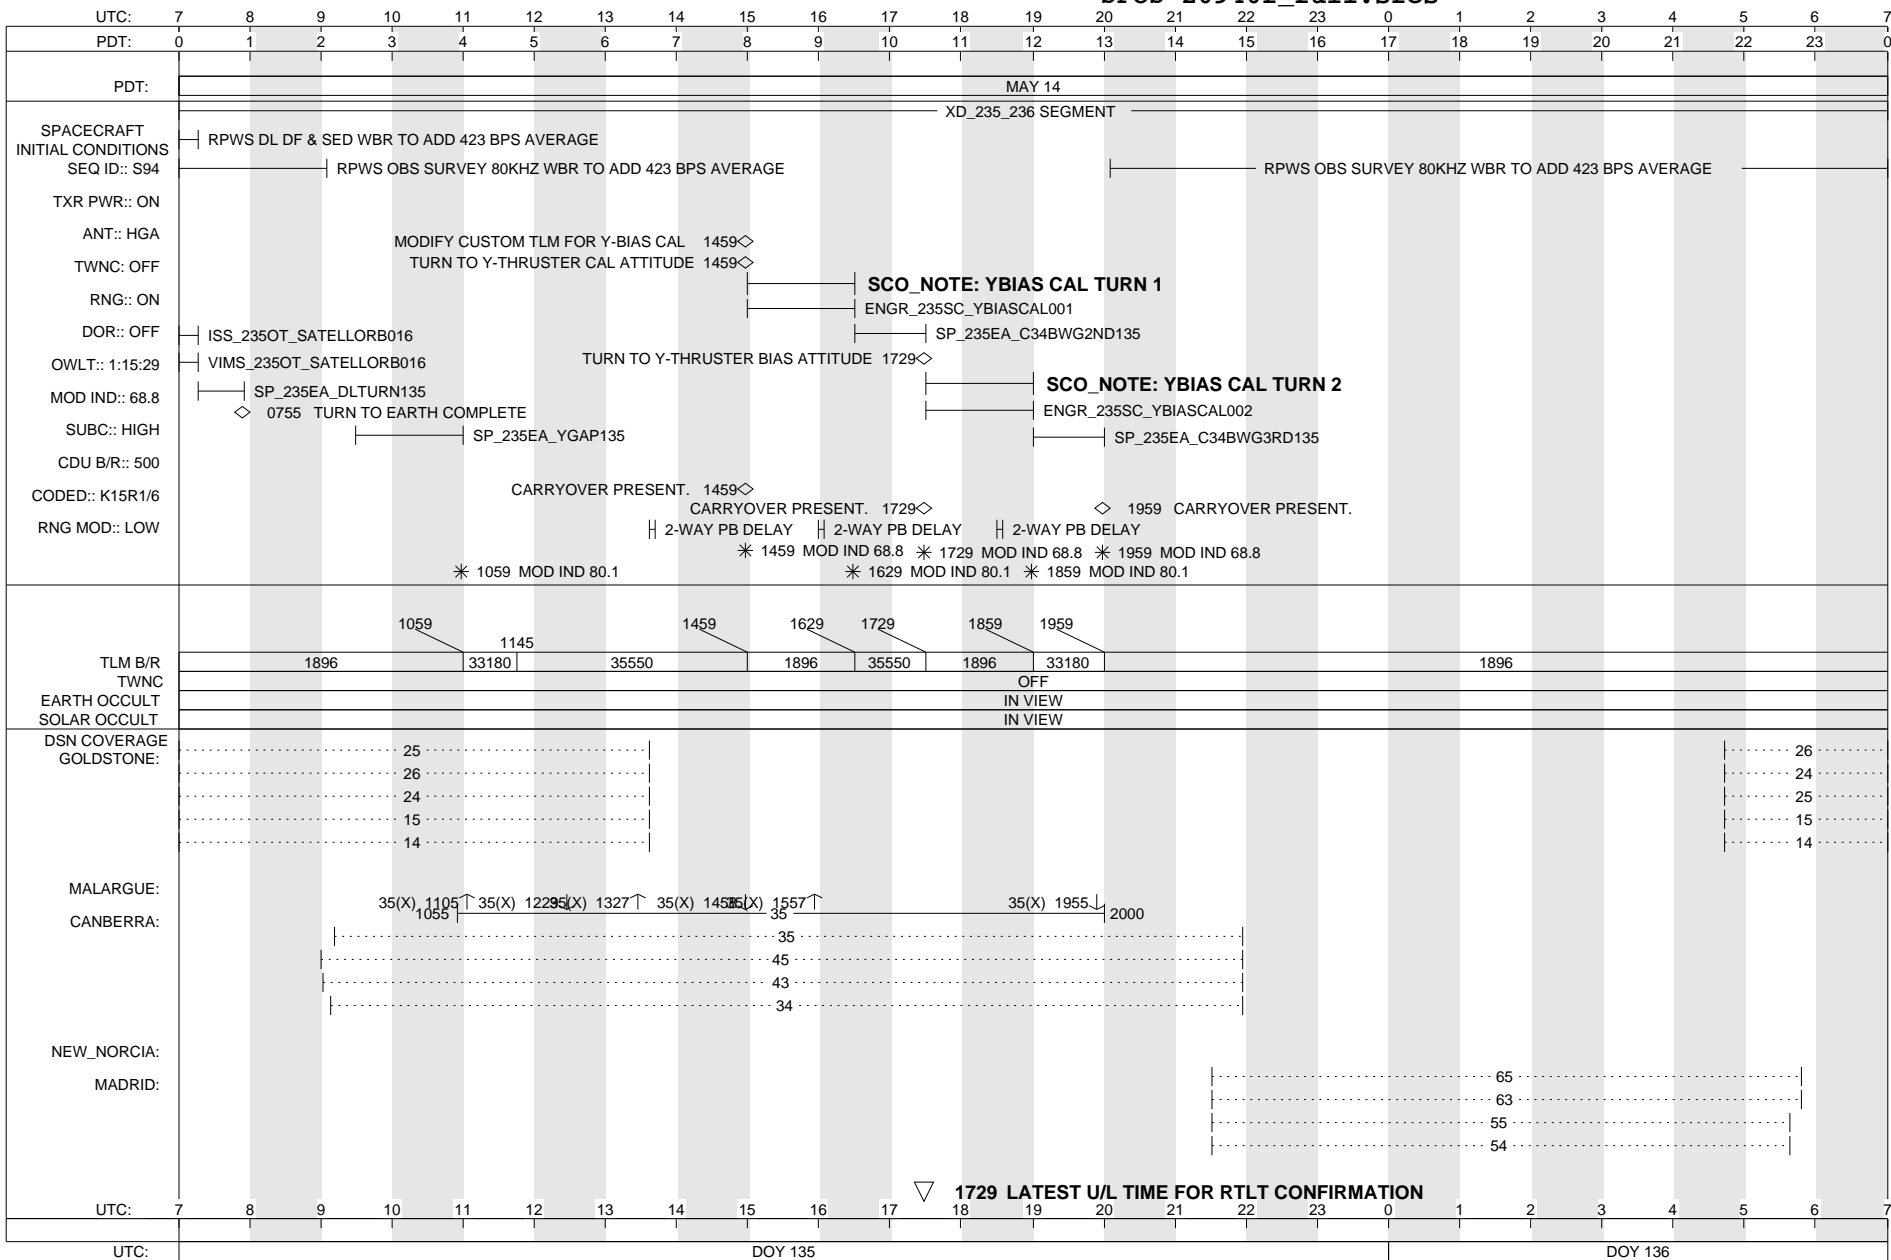 UTC: 7 8 9 10 11 12 13 14 15 16 17 18 19 20 21 22 23 0 1 2 3 4 5 6 7
PDT: 0 1 2 3 4 5 6 7 8 9 10 11 12 13 14 15 16 17 18 19 20 21 22 23 0
PDT: MAY 14
XD_235_236 SEGMENT
SPACECRAFT
INITIAL CONDITIONS
RPWS DL DF & SED WBR TO ADD 423 BPS AVERAGE
SEQ ID:: S94
RPWS OBS SURVEY 80KHZ WBR TO ADD 423 BPS AVERAGE
RPWS OBS SURVEY 80KHZ WBR TO ADD 423 BPS AVERAGE
TXR PWR:: ON
ANT:: HGA
MODIFY CUSTOM TLM FOR Y-BIAS CAL 1459
TURN TO Y-THRUSTER CAL ATTITUDE 1459
TWNC: OFF
SCO_NOTE: YBIAS CAL TURN 1
RNG:: ON
ENGR_235SC_YBIASCAL001
DOR:: OFF
ISS_235OT_SATELLORB016
SP_235EA_C34BWG2ND135
OWLT:: 1:15:29
VIMS_235OT_SATELLORB016
TURN TO Y-THRUSTER BIAS ATTITUDE 1729
SCO_NOTE: YBIAS CAL TURN 2
MOD IND:: 68.8
SP_235EA_DLTURN135
0755 TURN TO EARTH COMPLETE
ENGR_235SC_YBIASCAL002
SUBC:: HIGH
SP_235EA_YGAP135
SP_235EA_C34BWG3RD135
CDU B/R:: 500
CODED:: K15R1/6
CARRYOVER PRESENT. 1459
CARRYOVER PRESENT. 1729
1959 CARRYOVER PRESENT.
RNG MOD:: LOW
2-WAY PB DELAY 2-WAY PB DELAY 2-WAY PB DELAY
1459 MOD IND 68.8 1729 MOD IND 68.8 1959 MOD IND 68.8
1059 MOD IND 80.1 1629 MOD IND 80.1 1859 MOD IND 80.1
1059 1459 1629 1729 1859 1959
1145
TLM B/R 1896 33180 35550 1896 35550 1896 33180 1896
TWNC OFF
EARTH OCCULT IN VIEW
SOLAR OCCULT IN VIEW
DSN COVERAGE
GOLDSTONE:
25 26
26 24
24 25
15 15
14 14
MALARGUE:
35(X) 1105 35(X) 1229 35(X) 1327 35(X) 1458 35(X) 1557 35(X) 1955
1055 35 2000
CANBERRA:
35
45
43
34
NEW_NORCIA:
MADRID:
65
63
55
54
1729 LATEST U/L TIME FOR RTLT CONFIRMATION
UTC: 7 8 9 10 11 12 13 14 15 16 17 18 19 20 21 22 23 0 1 2 3 4 5 6 7
UTC: DOY 135 DOY 136